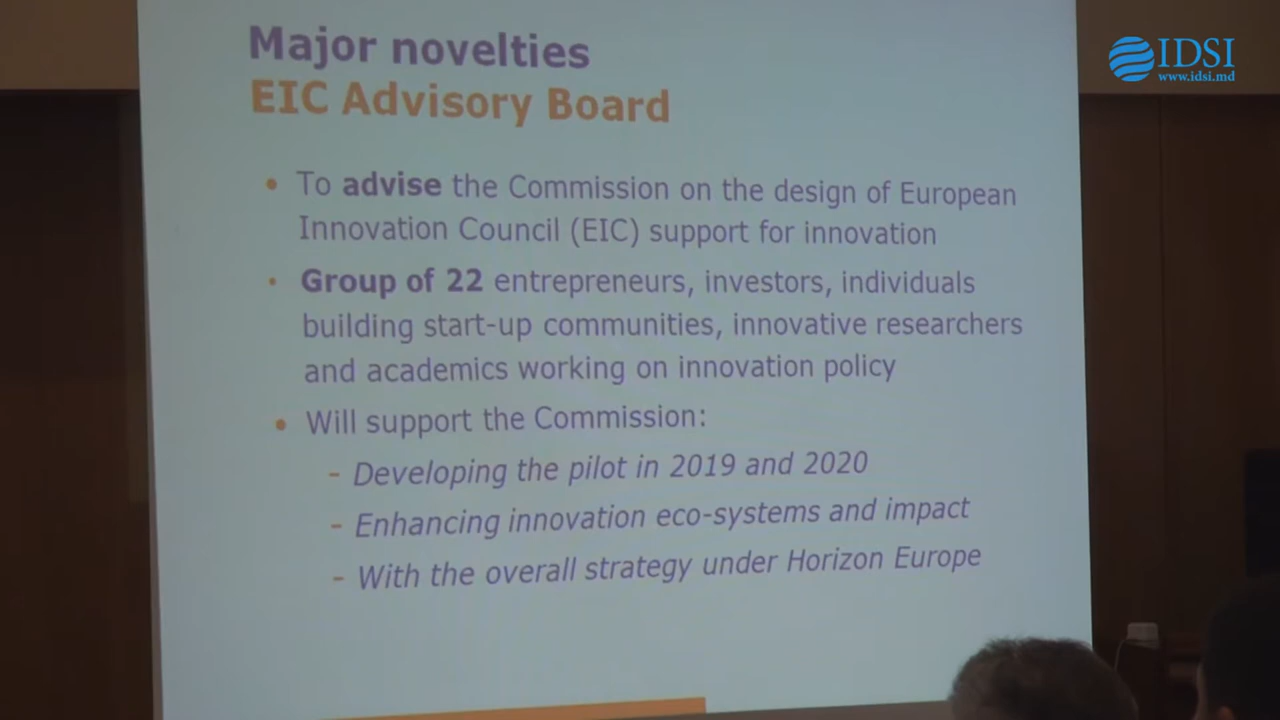 Major novelties
EIC Advisory Board
IDSI
www.idsi.md
• To advise the Commission on the design of European
Innovation Council (EIC) support for innovation
• Group of 22 entrepreneurs, investors, individuals
building start-up communities, innovative researchers
and academics working on innovation policy
• Will support the Commission:
- Developing the pilot in 2019 and 2020
- Enhancing innovation eco-systems and impact
- With the overall strategy under Horizon Europe